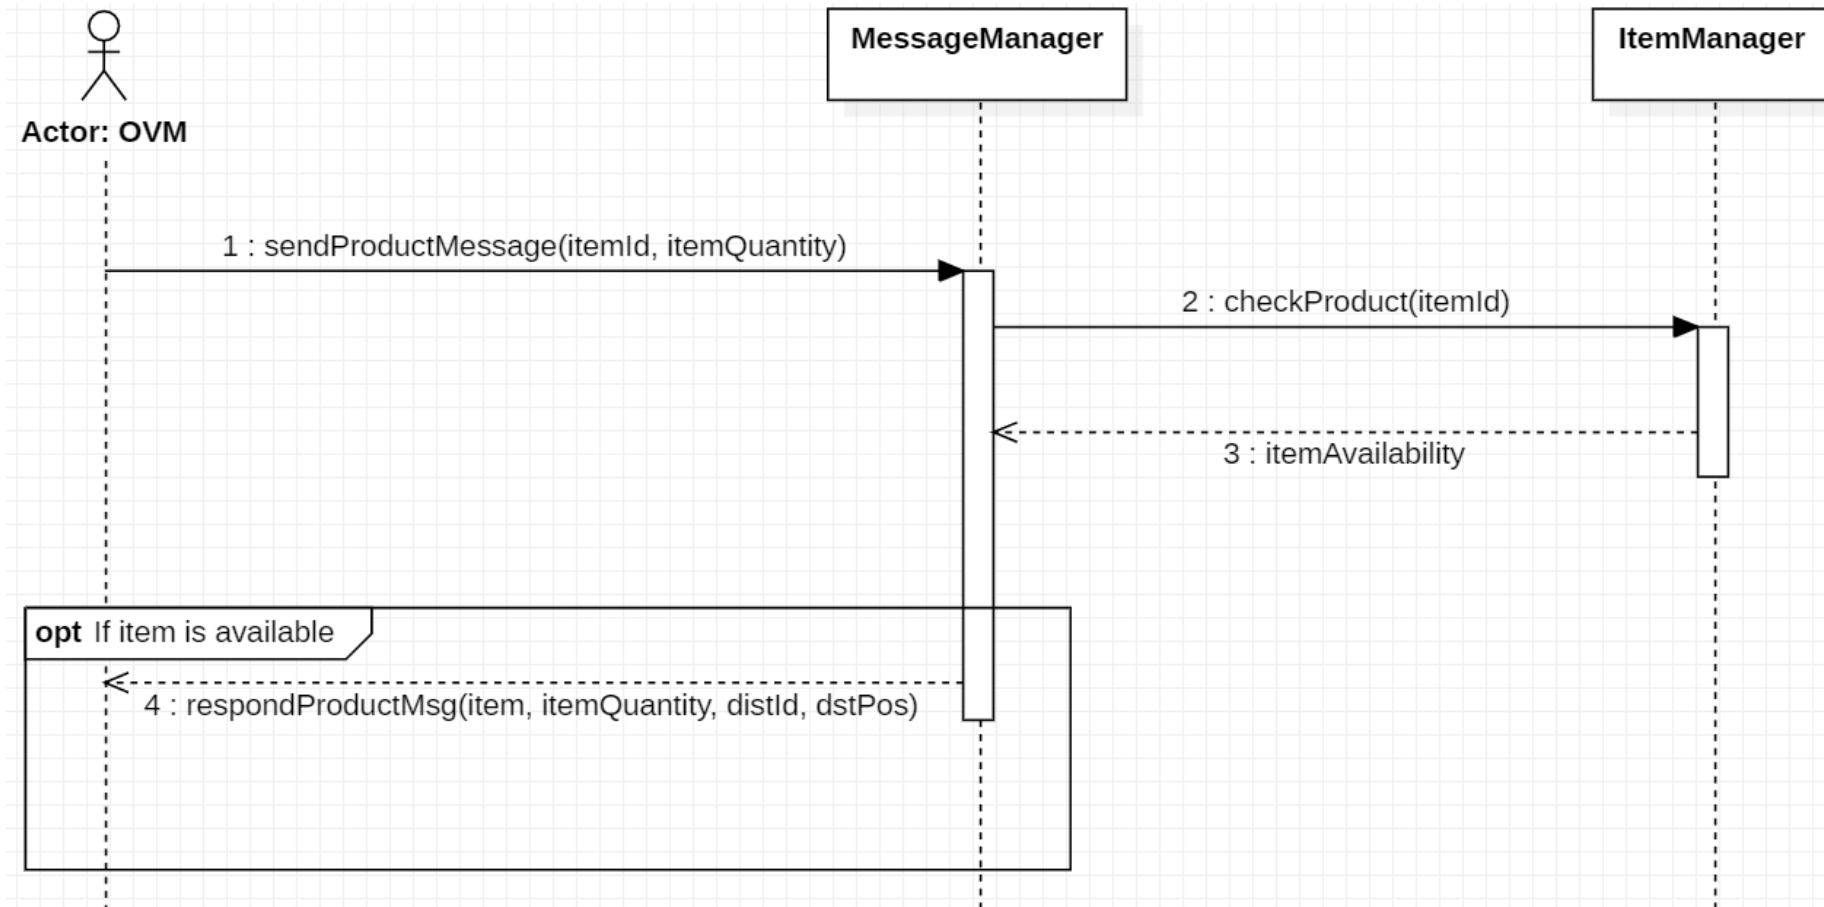 MessageManager
ItemManager
Actor: OVM
1 : sendProductMessage(itemId, itemQuantity)
2 : checkProduct(itemId)
3 : itemAvailability
opt If item is available
4 : respondProductMsg(item, itemQuantity, distId, dstPos)